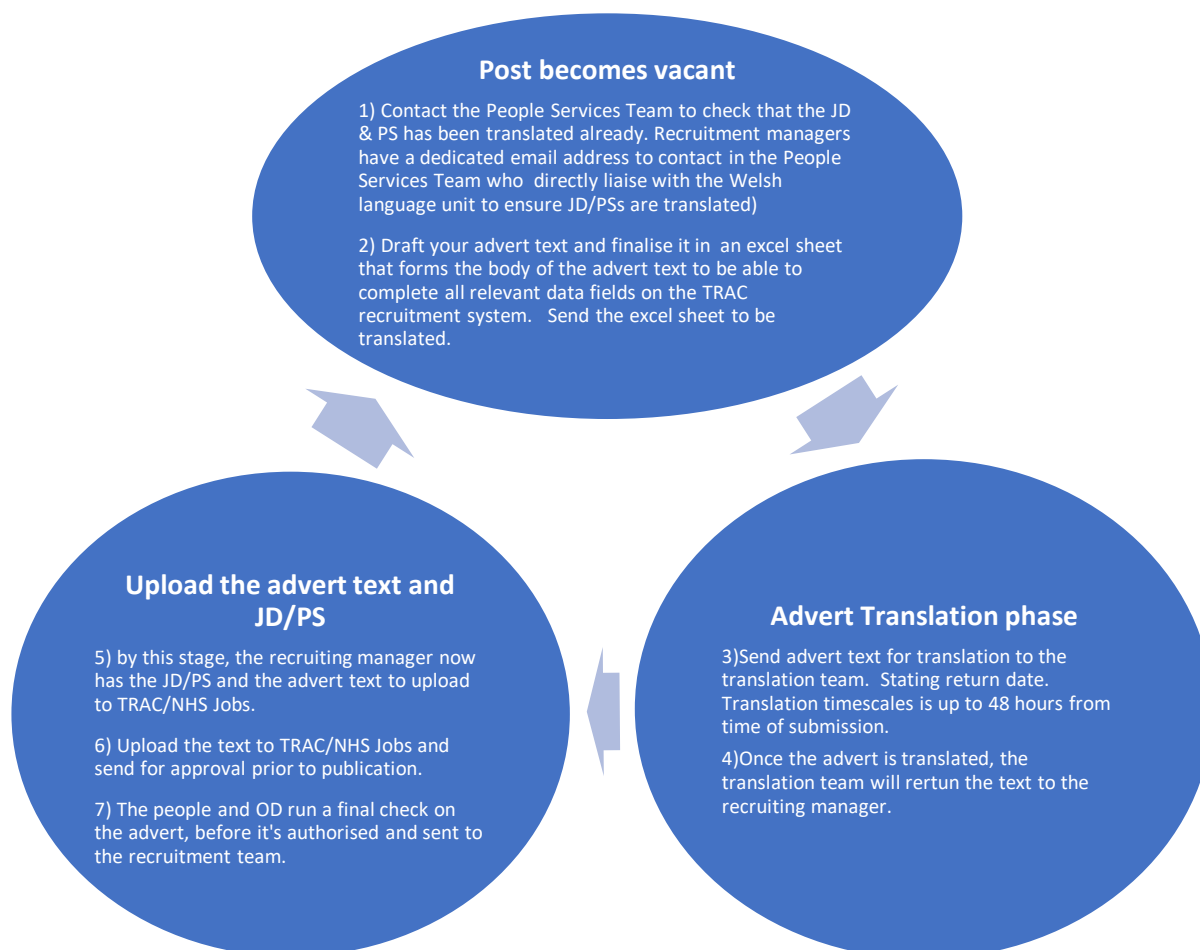 Post becomes vacant
1) Contact the People Services Team to check that the JD
& PS has been translated already. Recruitment managers
have a dedicated email address to contact in the People
Services Team who  directly liaise with the Welsh
language unit to ensure JD/PSs are translated)
2) Draft your advert text and finalise it in  an excel sheet
that forms the body of the advert text to be able to
complete all relevant data fields on the TRAC
recruitment system.   Send the excel sheet to be
translated.
Advert Translation phase
3)Send advert text for translation to the
translation team.  Stating return date.
Translation timescales is up to 48 hours from
time of submission.
4)Once the advert is translated, the
translation team will rertun the text to the
recruiting manager.
Upload the advert text and
JD/PS
5) by this stage, the recruiting manager now
has the JD/PS and the advert text to upload
to TRAC/NHS Jobs.
6) Upload the text to TRAC/NHS Jobs and
send for approval prior to publication.
7) The people and OD run a final check on
the advert, before it's authorised and sent to
the recruitment team.